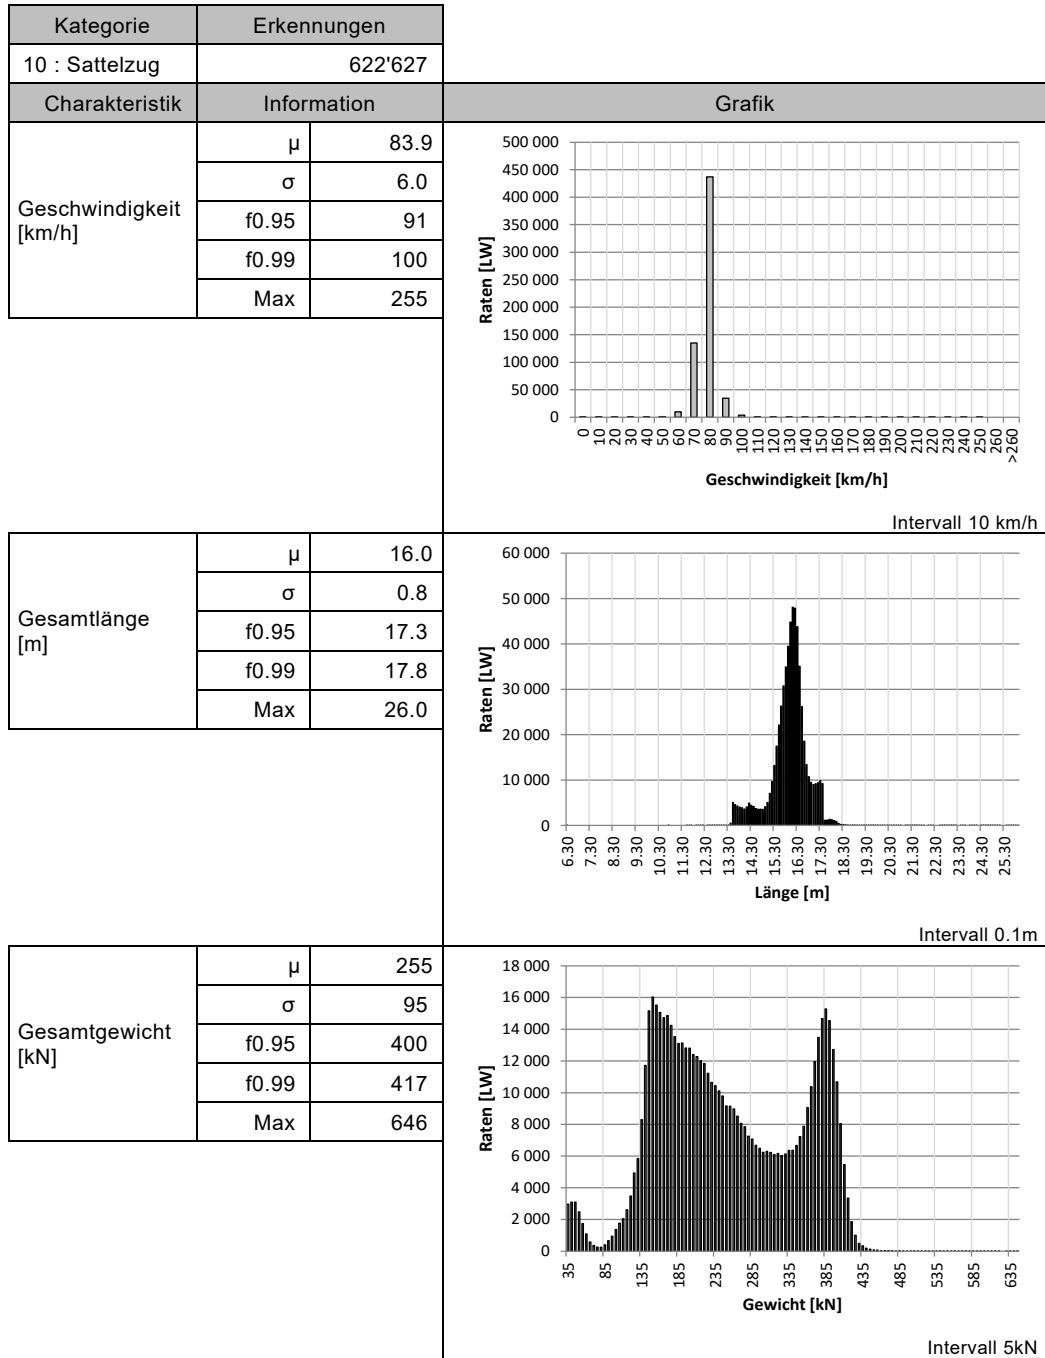 Kategorie Erkennungen
10 : Sattelzug 622'627
Charakteristik Information Grafik
Geschwindigkeit
[km/h]
µ 83.9
σ 6.0
f0.95 91
f0.99 100
Max 255
500 000
450 000
400 000
350 000
300 000
250 000
200 000
150 000
100 000
50 000
0
Raten [LW]
0 10 20 30 40 50 60 70 80 90 100 110 120 130 140 150 160 170 180 190 200 210 220 230 240 250 260 >260
Geschwindigkeit [km/h]
Intervall 10 km/h
Gesamtlänge
[m]
µ 16.0
σ 0.8
f0.95 17.3
f0.99 17.8
Max 26.0
60 000
50 000
40 000
30 000
20 000
10 000
0
Raten [LW]
6.30 7.30 8.30 9.30 10.30 11.30 12.30 13.30 14.30 15.30 16.30 17.30 18.30 19.30 20.30 21.30 22.30 23.30 24.30 25.30
Länge [m]
Intervall 0.1m
Gesamtgewicht
[kN]
µ 255
σ 95
f0.95 400
f0.99 417
Max 646
18 000
16 000
14 000
12 000
10 000
8 000
6 000
4 000
2 000
0
Raten [LW]
35 85 135 185 235 285 335 385 435 485 535 585 635
Gewicht [kN]
Intervall 5kN